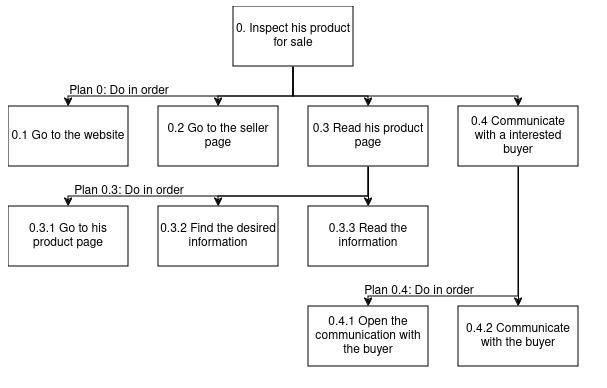 0. Inspect his product
for sale
Plan 0: Do in order
0.1 Go to the website
0.2 Go to the seller
page
0.3 Read his product
page
0.4 Communicate
with a interested
buyer
Plan 0.3: Do in order
0.3.1 Go to his
product page
0.3.2 Find the desired
information
0.3.3 Read the
information
Plan 0.4: Do in order
0.4.1 Open the
communication with
the buyer
0.4.2 Communicate
with the buyer